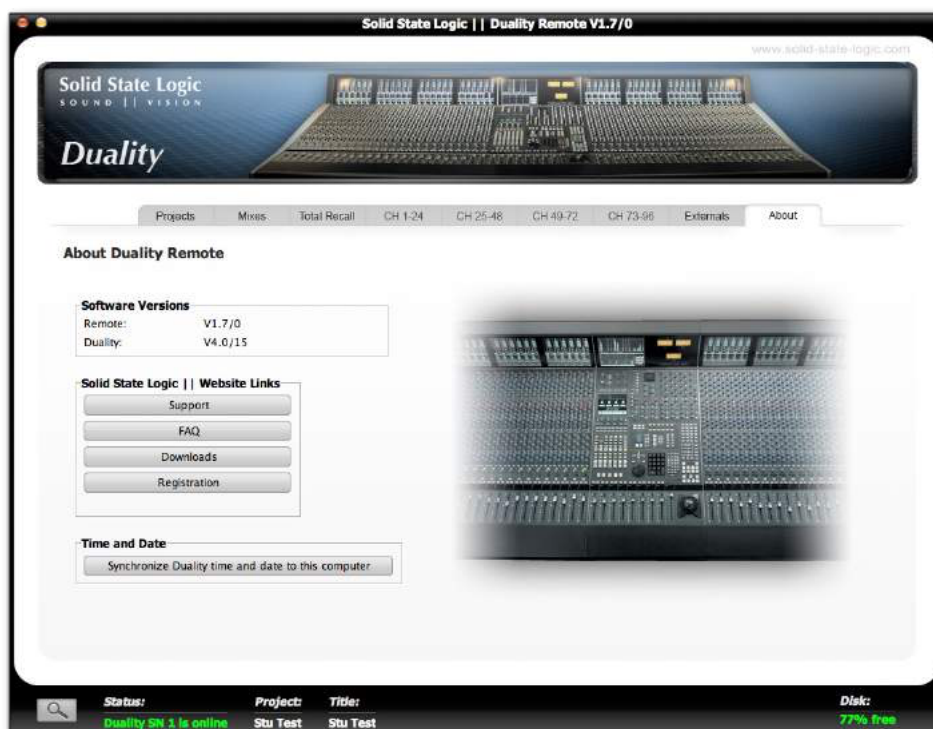 Solid State Logic || Duality Remote V1.7/0
www.solid-state-logic.com
Solid State Logic
SOUND || VISION
Duality
Projects Mixes Total Recall CH 1-24 CH 25-48 CH 49-72 CH 73-96 Externals About
About Duality Remote
Software Versions
Remote: V1.7/0
Duality: V4.0/15
Solid State Logic || Website Links
Support
FAQ
Downloads
Registration
Time and Date
Synchronize Duality time and date to this computer
Status: Project: Title: Disk:
Duality SN 1 is online Stu Test Stu Test 77% free